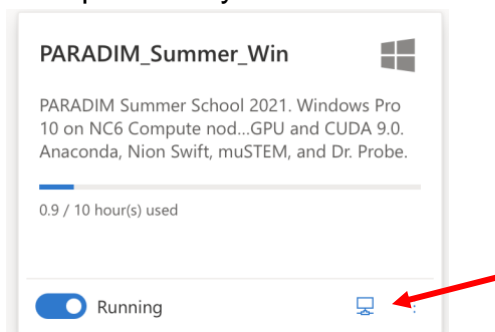 PARADIM_Summer_Win
PARADIM Summer School 2021. Windows Pro
10 on NC6 Compute nod...GPU and CUDA 9.0.
Anaconda, Nion Swift, muSTEM, and Dr. Probe.
0.9 / 10 hour(s) used
Running